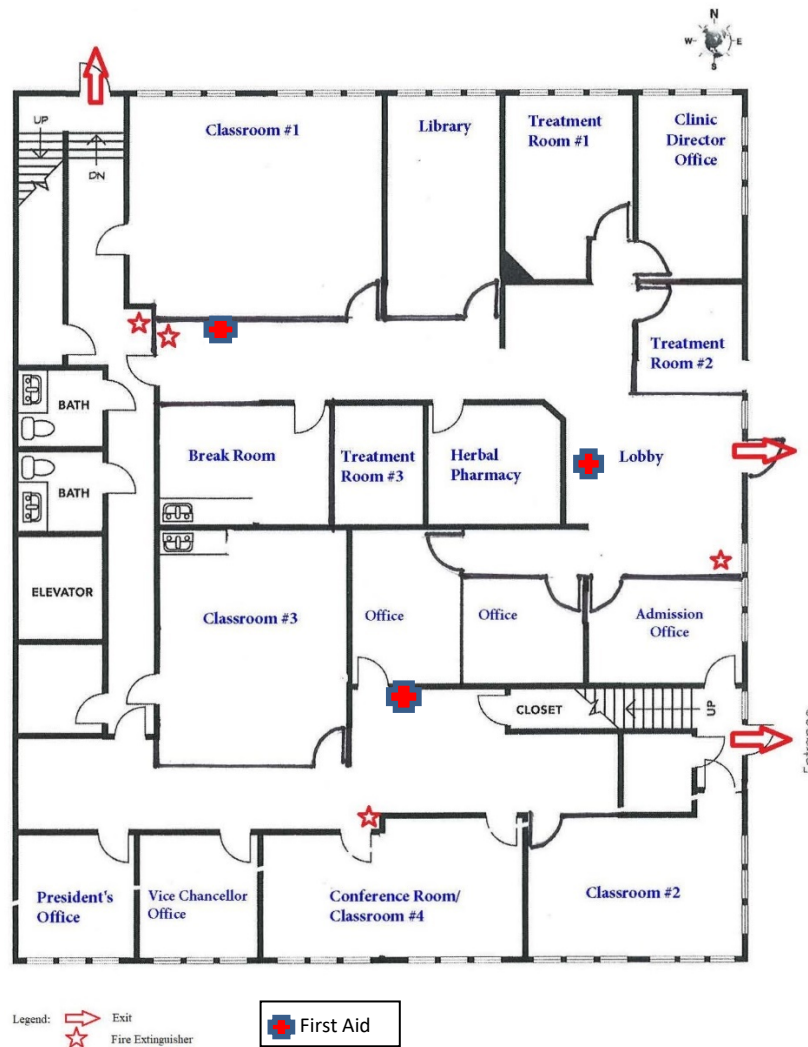 N
W
E
S
UP
DN
Classroom #1
Library
Treatment
Room #1
Clinic
Director
Office
Treatment
Room #2
BATH
BATH
ELEVATOR
Break Room
Treatment
Room #3
Herbal
Pharmacy
Lobby
Classroom #3
Office
Office
Admission
Office
CLOSET
UP
Entrance
President's
Office
Vice Chancellor
Office
Conference Room/
Classroom #4
Classroom #2
Legend:
Exit
Fire Extinguisher
First Aid